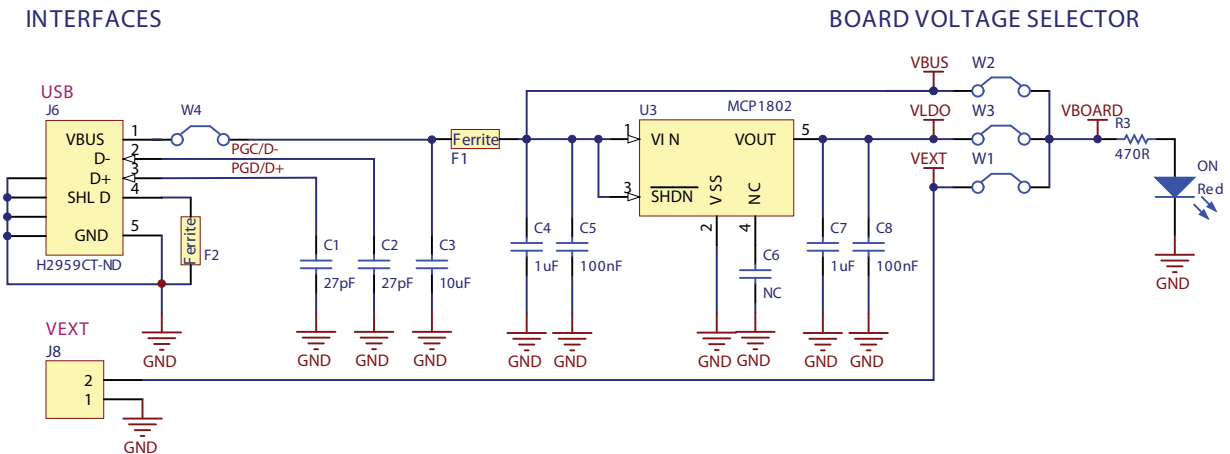 INTERFACES
BOARD VOLTAGE SELECTOR
USB
J6
VBUS
D-
D+
SHL D
GND
1
2
3
4
5
H2959CT-ND
W4
PGC/D-
PGD/D+
Ferrite
F2
Ferrite
F1
C1
27pF
C2
27pF
C3
10uF
C4
1uF
C5
100nF
U3
MCP1802
1
VI N
VOUT
5
3
SHDN
V SS
NC
2
4
C6
NC
C7
1uF
C8
100nF
VBUS
W2
VLDO
W3
VEXT
W1
VBOARD
R3
470R
ON
Red
GND
GND
GND
GND
GND
GND
GND
GND
GND
GND
GND
VEXT
J8
2
1
GND